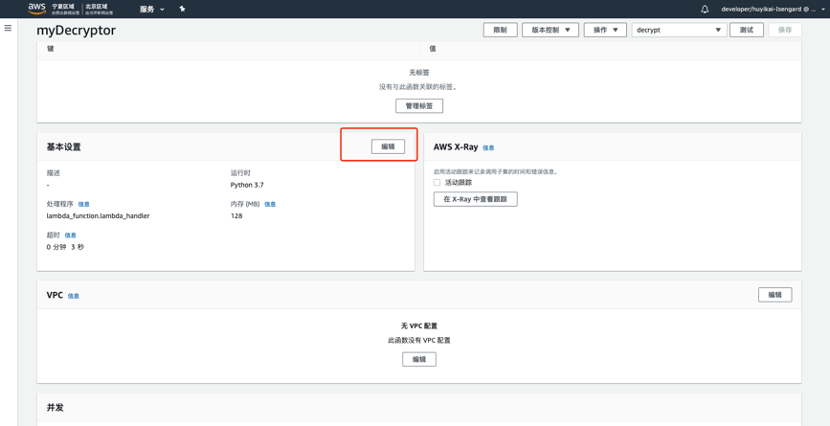 aws 宁夏区域 北京区域 服务 developer/huyikai-Isengard @ ...
myDecryptor 限制 版本控制 操作 decrypt 测试 保存
键 值
无标签
没有与此函数关联的标签。
管理标签
基本设置 编辑
描述 运行时
- Python 3.7
处理程序 信息 内存 (MB) 信息
lambda_function.lambda_handler 128
超时 信息
0 分钟 3 秒
AWS X-Ray 信息
启用活动跟踪来记录调用子集的时间和错误信息。
活动跟踪
在 X-Ray 中查看跟踪
VPC 信息 编辑
无 VPC 配置
此函数没有 VPC 配置
编辑
并发